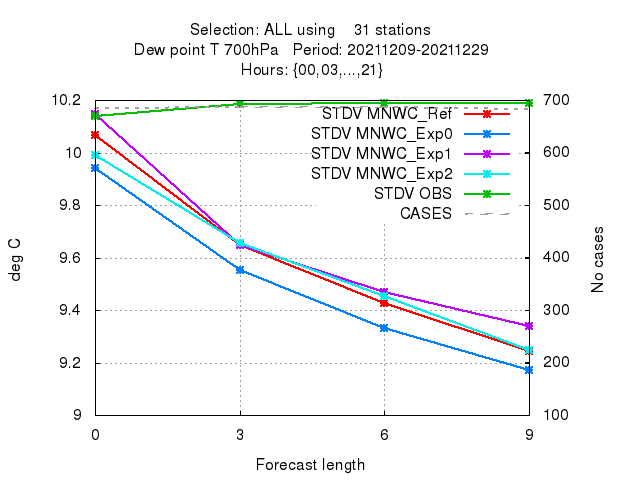 Selection: ALL using    31 stations
Dew point T 700hPa   Period: 20211209-20211229
Hours: {00,03,...,21}
10.2
10
9.8
9.6
9.4
9.2
9
700
600
500
400
300
200
100
STDV MNWC_Ref
STDV MNWC_Exp0
STDV MNWC_Exp1
STDV MNWC_Exp2
STDV OBS
CASES
deg C
No cases
0 3 6 9
Forecast length